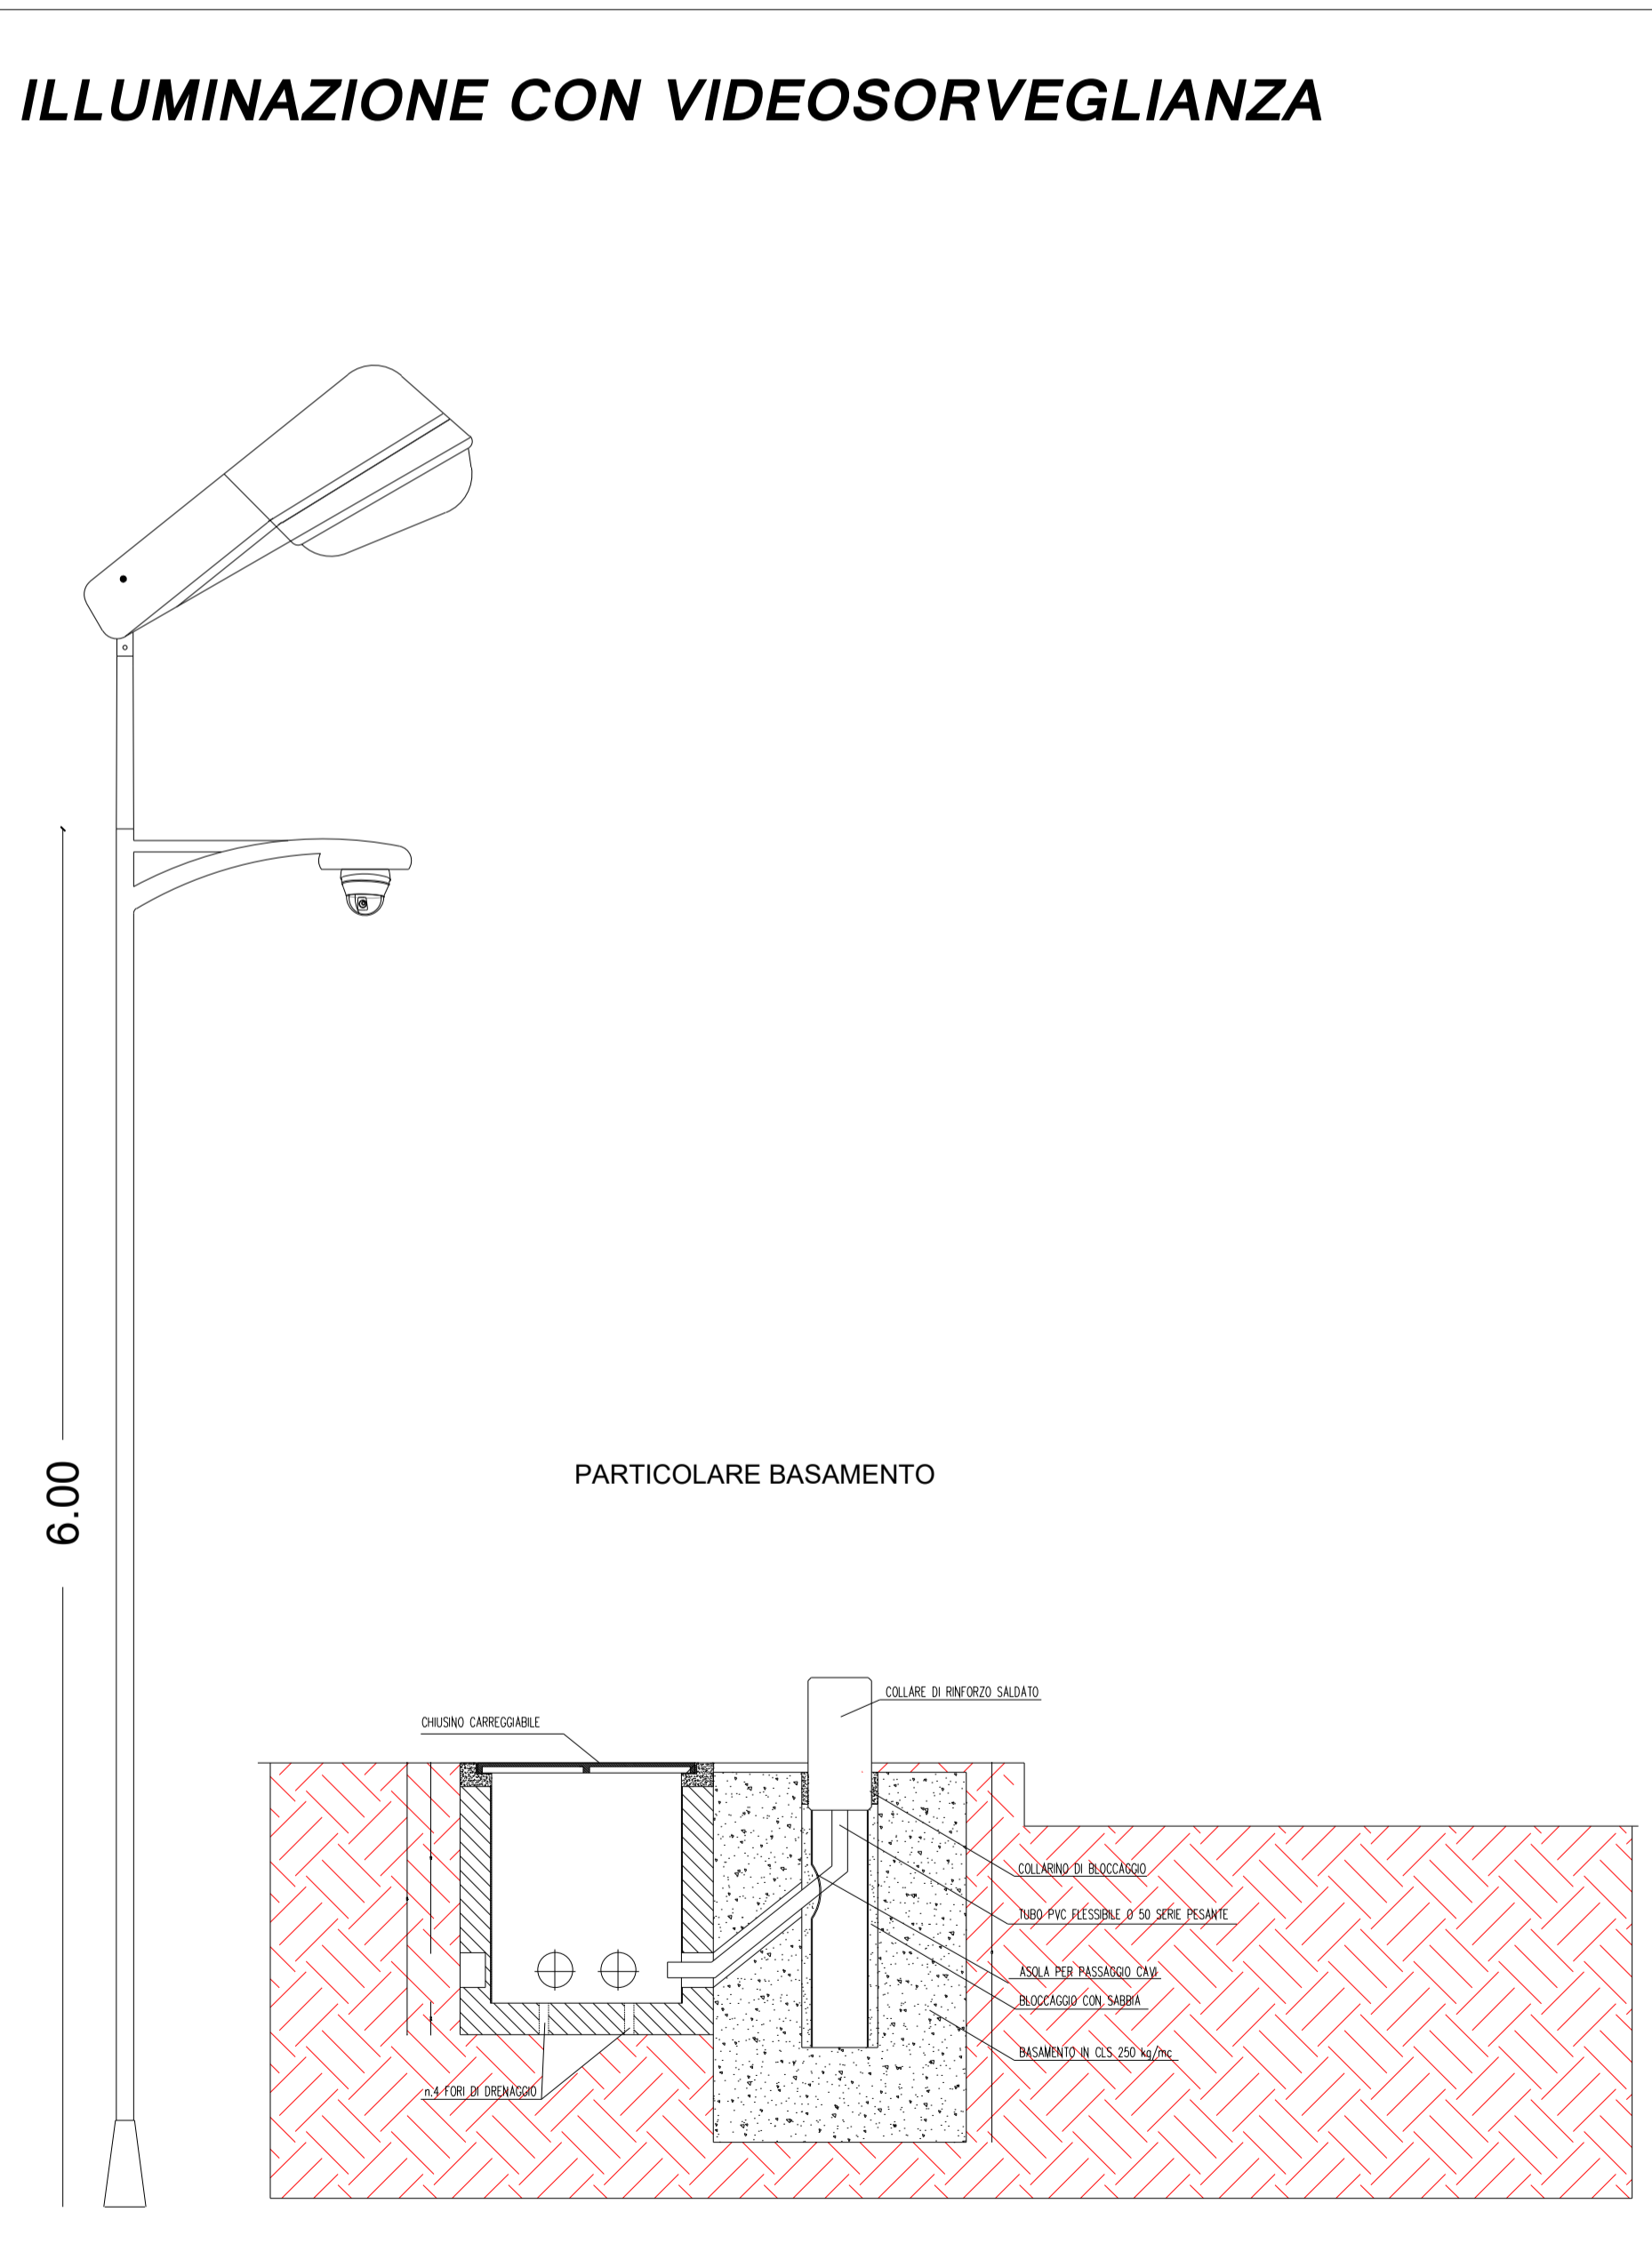 ILLUMINAZIONE CON VIDEOSORVEGLIANZA
6.00
PARTICOLARE BASAMENTO
COLLARE DI RINFORZO SALDATO
CHIUSINO CARREGGIABILE
COLLARINO DI BLOCCAGGIO
TUBO PVC FLESSIBILE O 50 SERIE PESANTE
ASOLA PER PASSAGGIO CAVI
BLOCCAGGIO CON SABBIA
BASAMENTO IN CLS 250 kg/mc
n.4 FORI DI DRENAGGIO